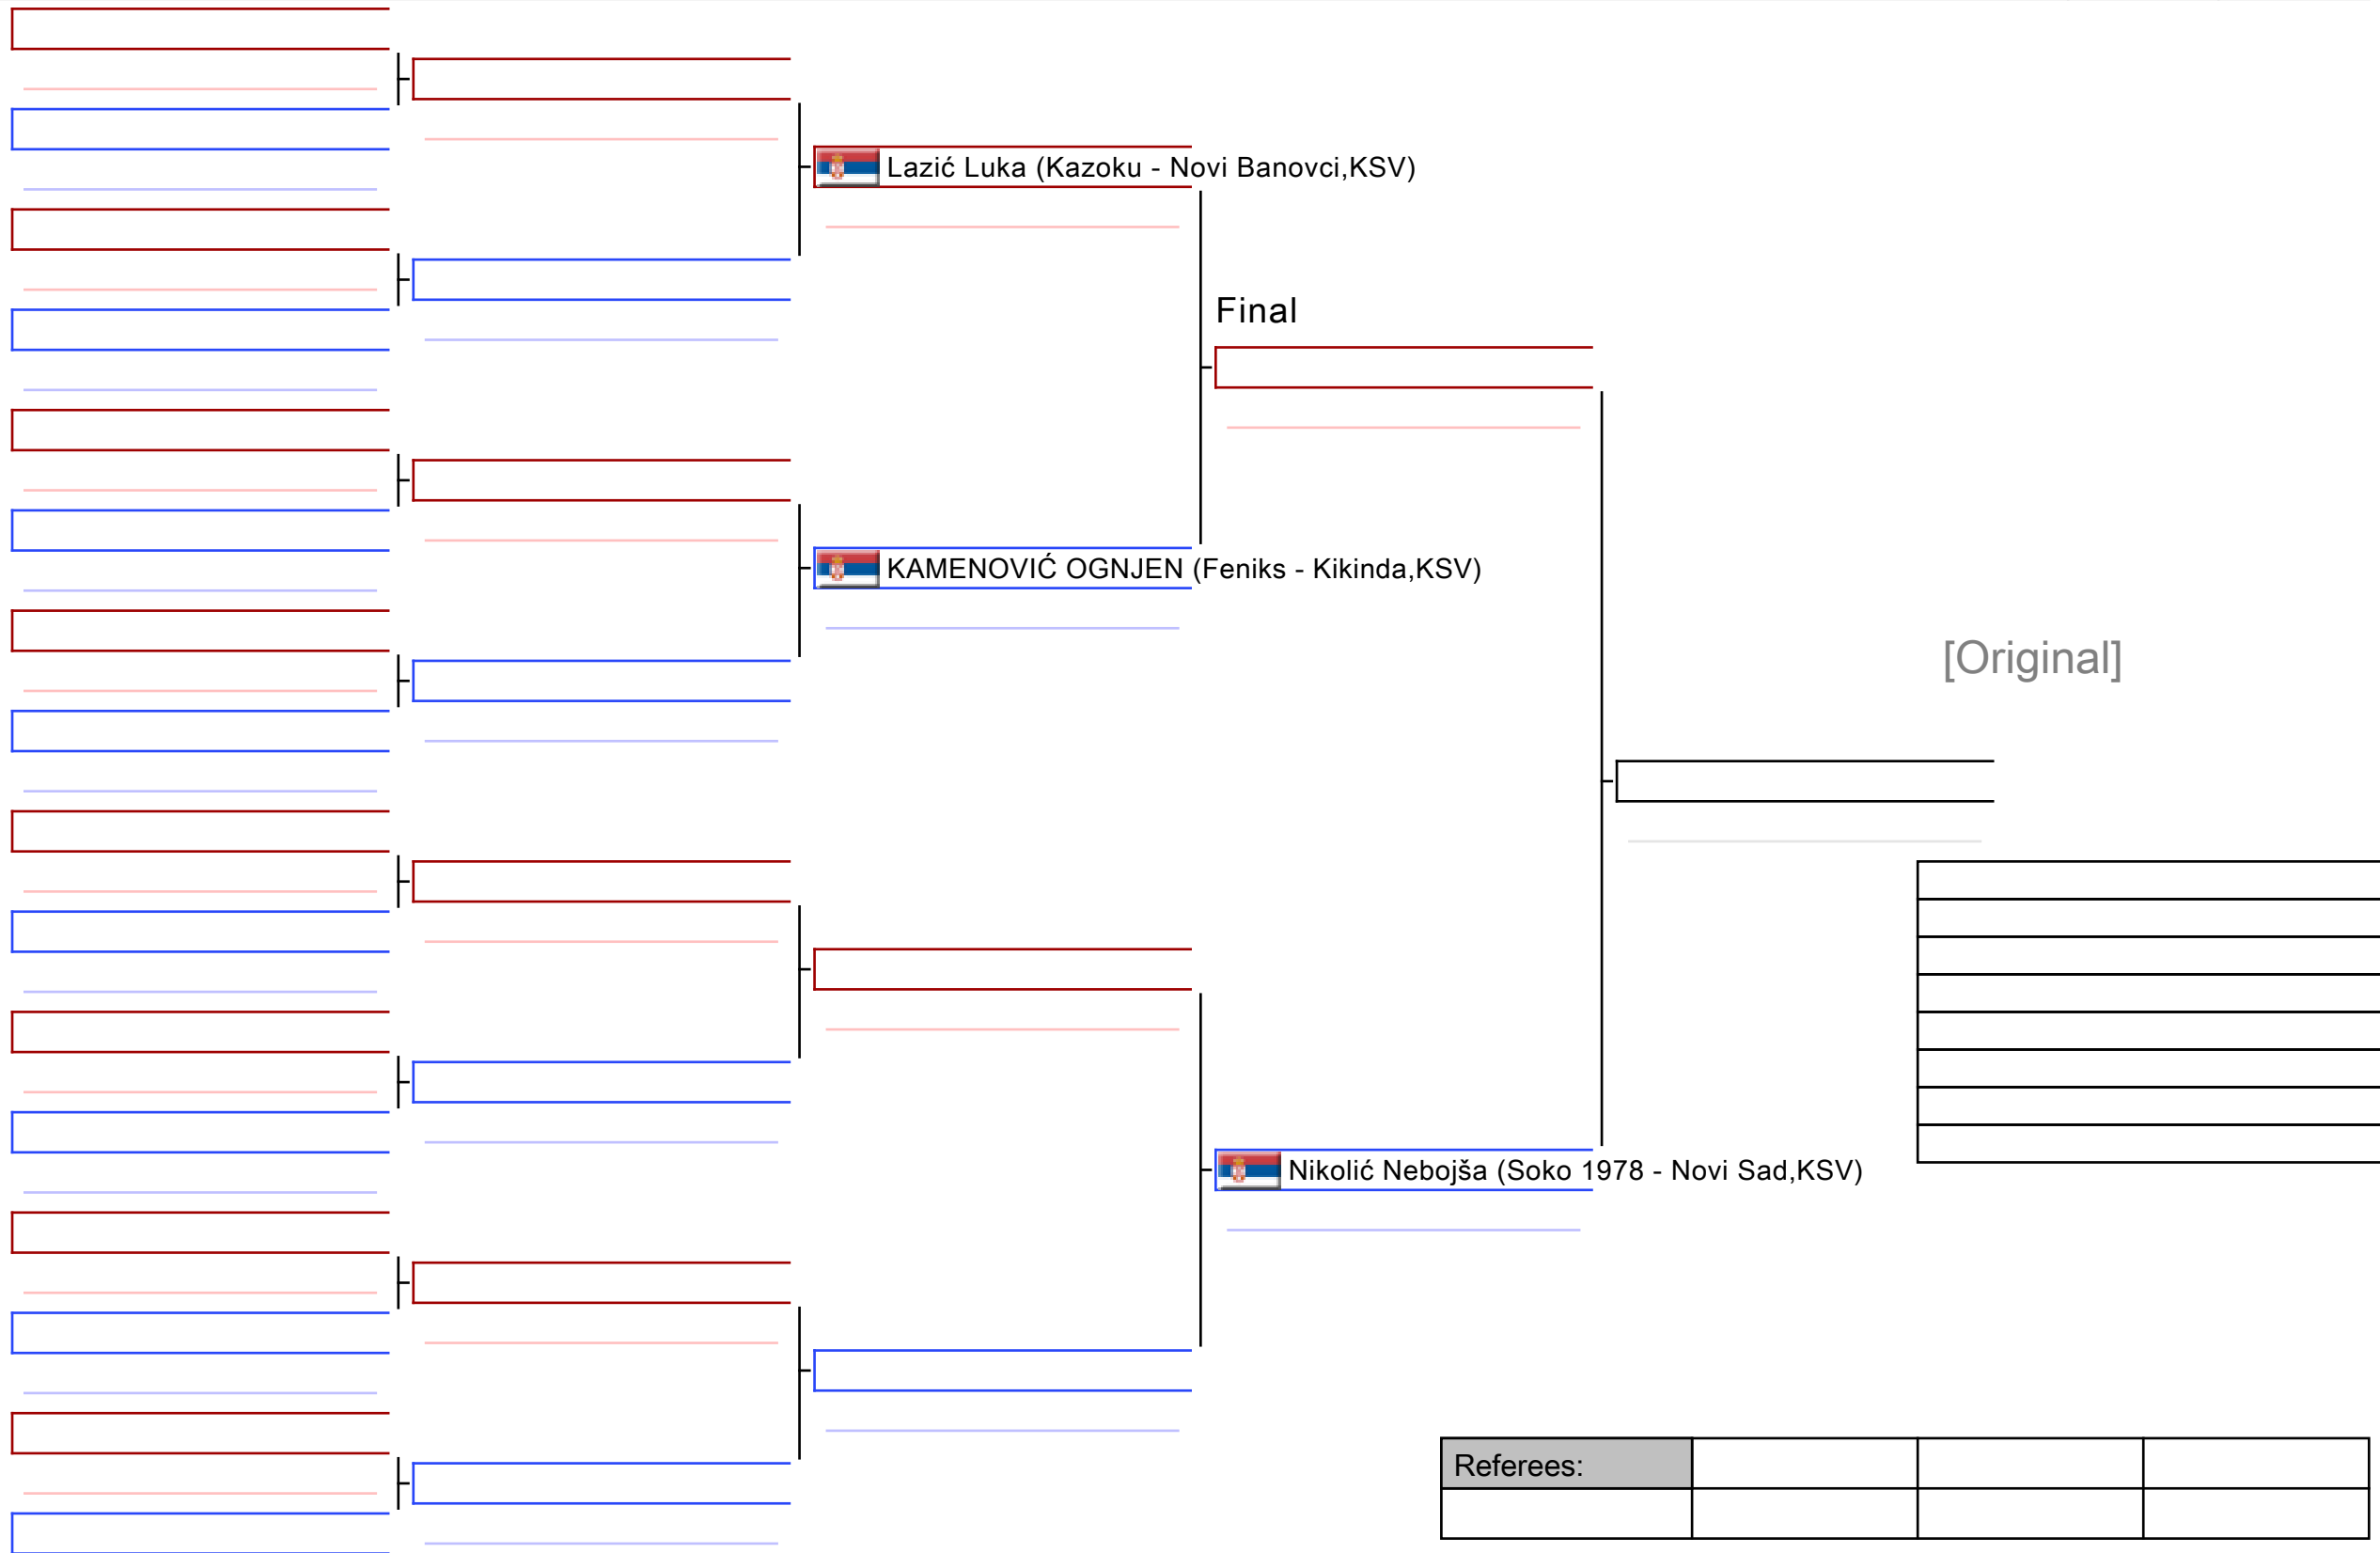 Lazić Luka (Kazoku - Novi Banovci,KSV)
Final
KAMENOVIĆ OGNJEN (Feniks - Kikinda,KSV)
[Original]
Nikolić Nebojša (Soko 1978 - Novi Sad,KSV)
Referees: